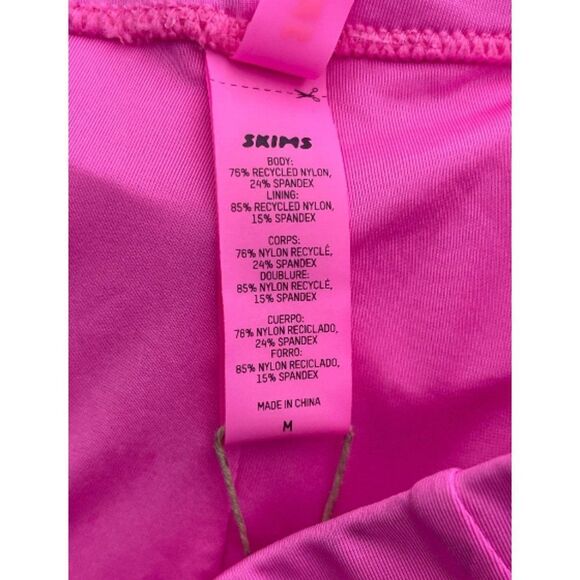 SKIMS
BODY:
76% RECYCLED NYLON,
24% SPANDEX
LINING:
85% RECYCLED NYLON,
15% SPANDEX
CORPS:
76% NYLON RECYCLÉ,
24% SPANDEX
DOUBLURE:
85% NYLON RECYCLÉ,
15% SPANDEX
CUERPO:
76% NYLON RECICLADO,
24% SPANDEX
FORRO:
85% NYLON RECICLADO,
15% SPANDEX
MADE IN CHINA
M